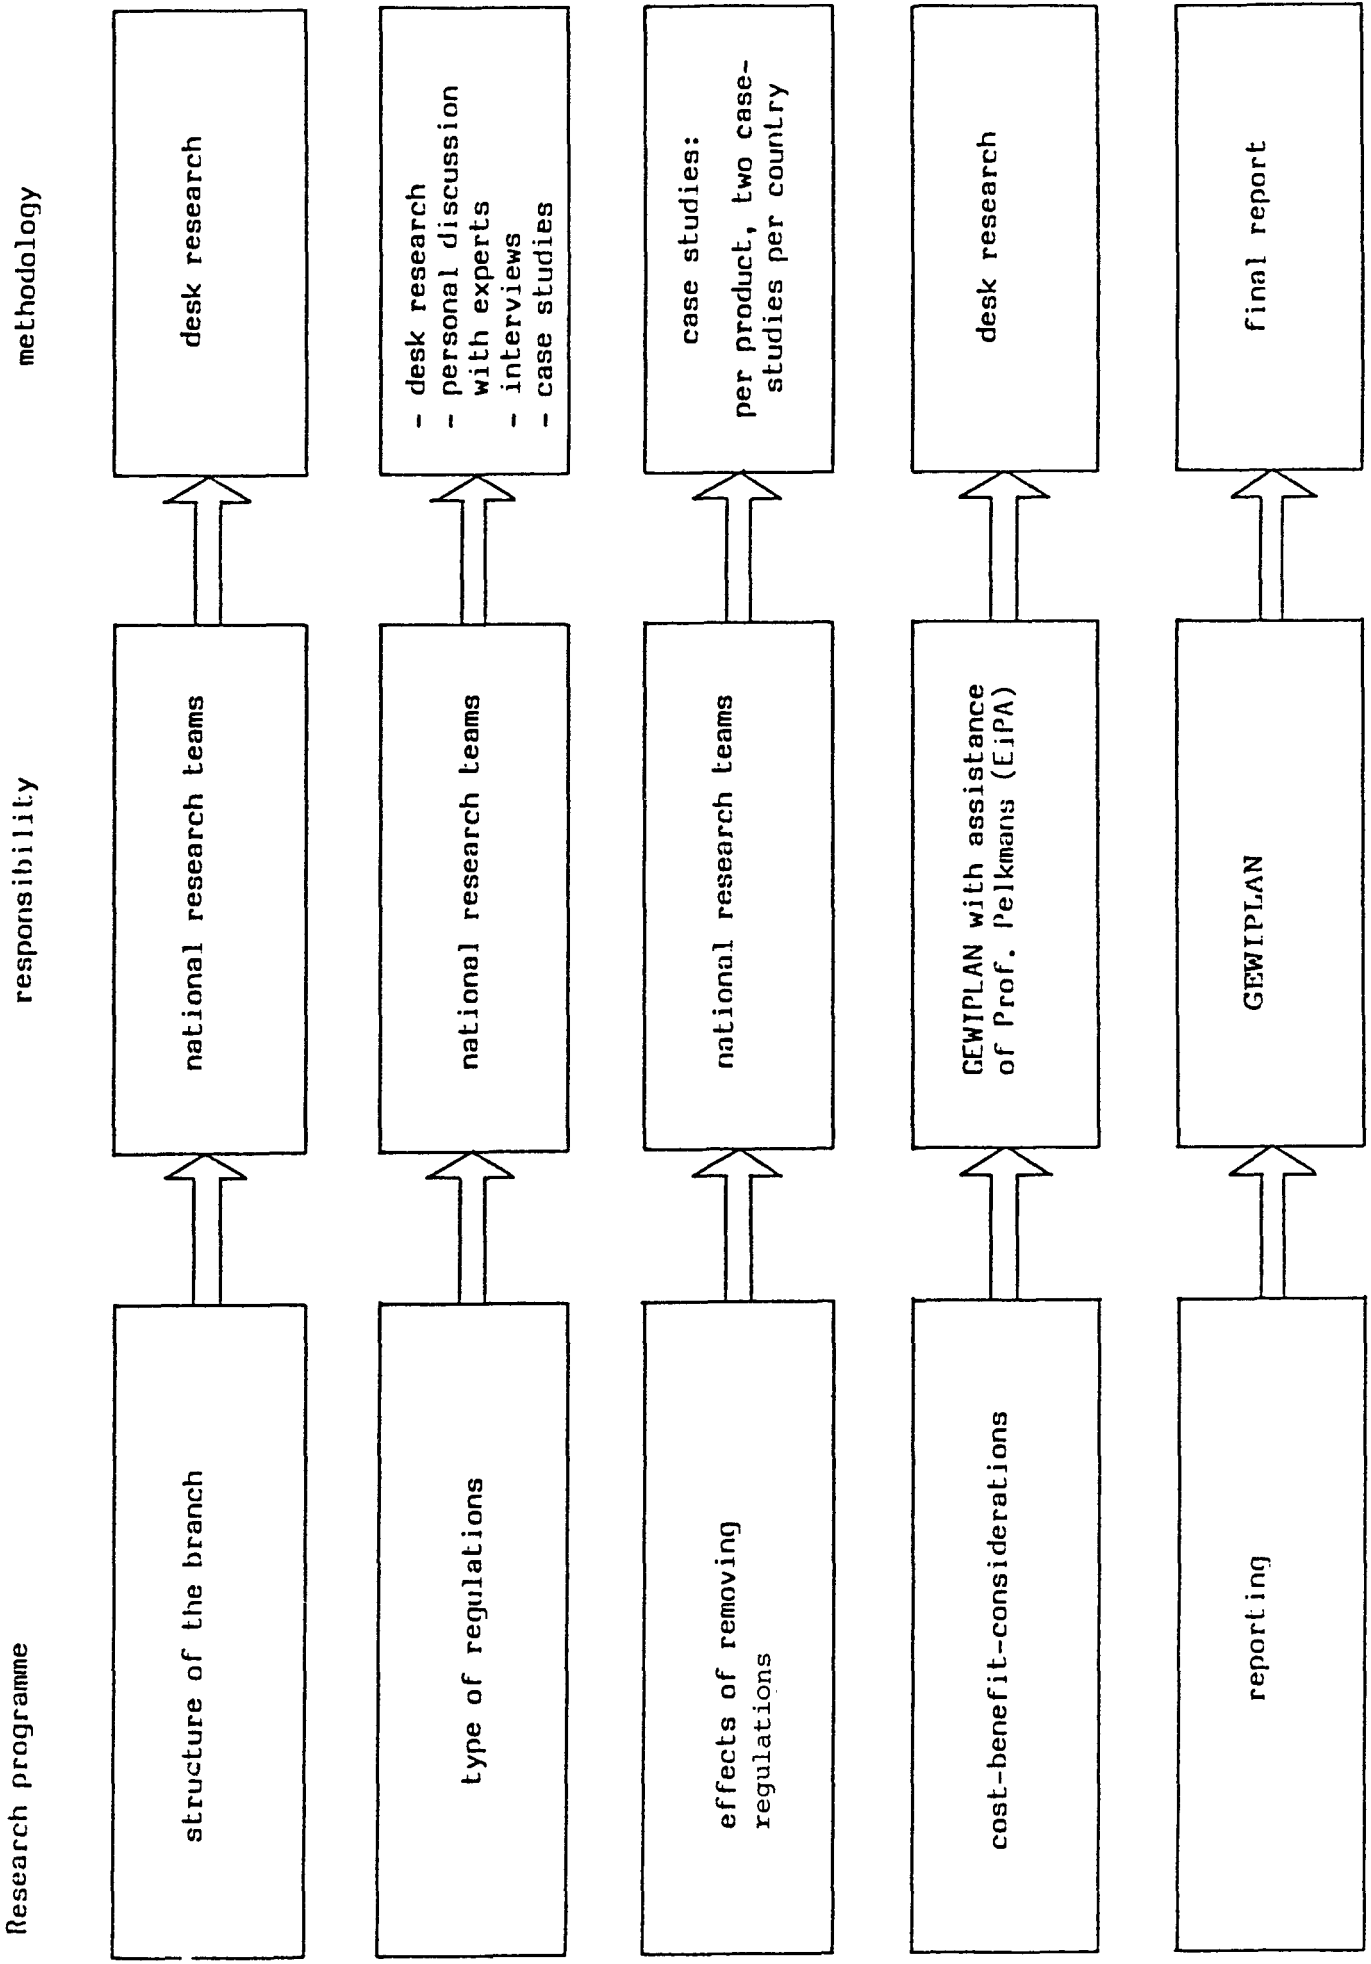 Research programme
responsibility
methodology
structure of the branch
national research teams
desk research
type of regulations
national research teams
- desk research
- personal discussion
with experts
- interviews
- case studies
effects of removing
regulations
national research teams
case studies:
per product, two case-
studies per country
cost-benefit-considerations
GEWIPLAN with assistance
of Prof. Pelkmans (EiPA)
desk research
reporting
GEWIPLAN
final report